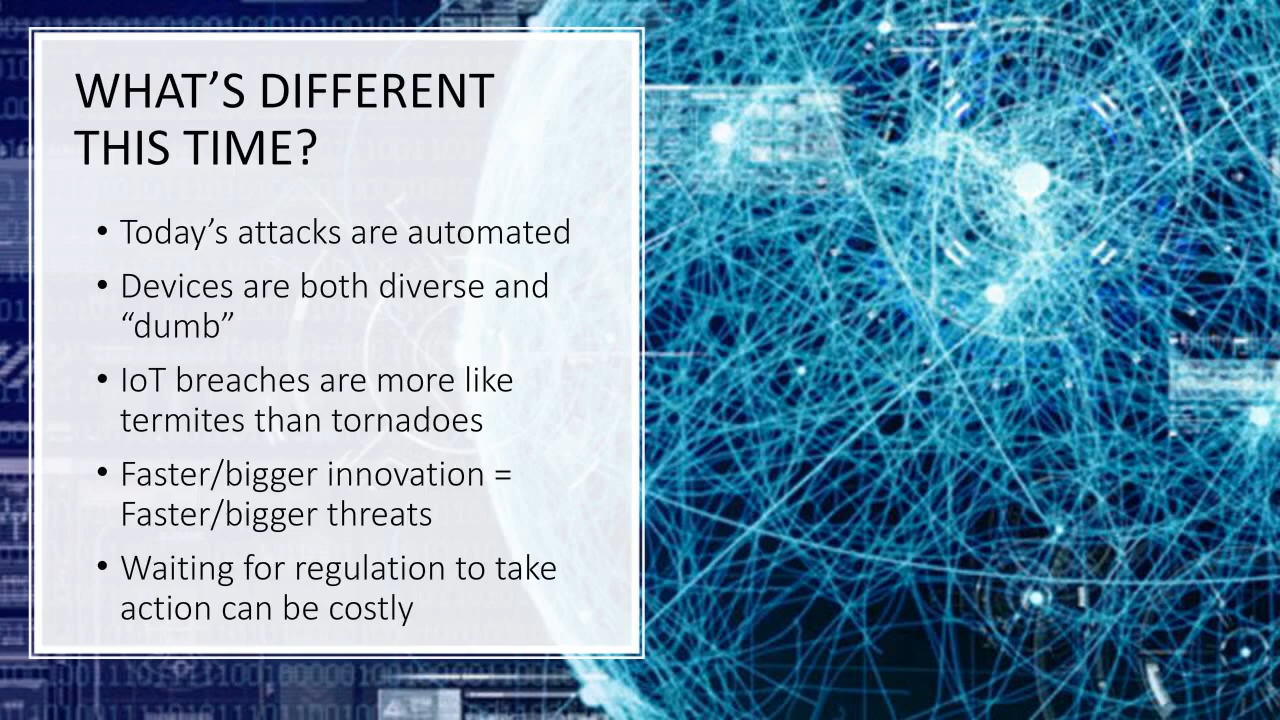 WHAT’S DIFFERENT
THIS TIME?
• Today’s attacks are automated
• Devices are both diverse and
“dumb”
• IoT breaches are more like
termites than tornadoes
• Faster/bigger innovation =
Faster/bigger threats
• Waiting for regulation to take
action can be costly